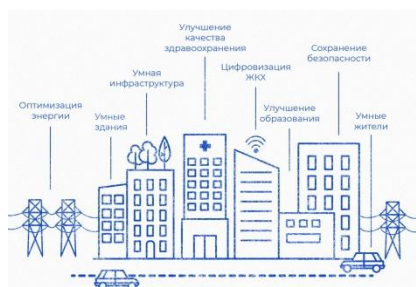 Улучшение
качества
здравоохранения
Сохранение
безопасности
Умная
инфраструктура
Цифровизация
ЖКХ
Оптимизация
энергии
Умные
здания
Улучшение
образования
Умные
жители